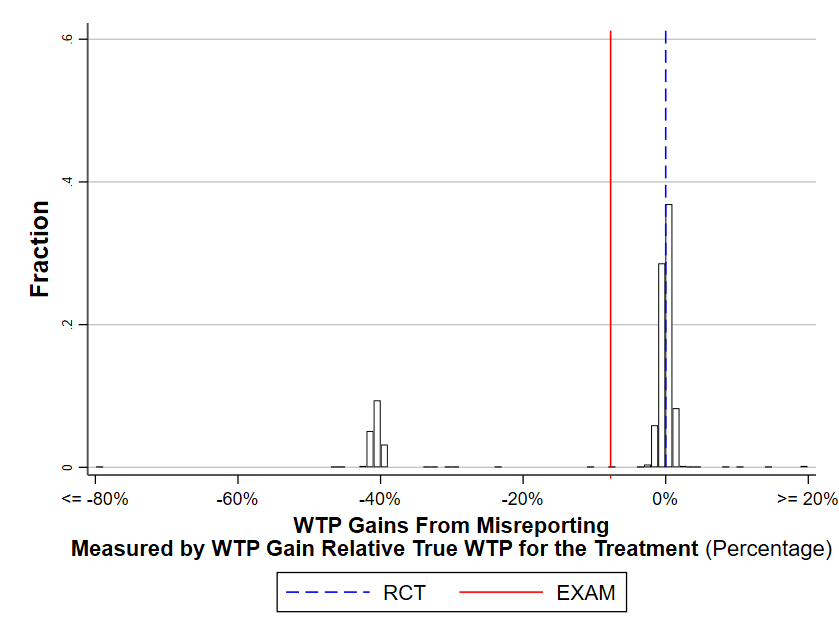 .6
.4
.2
0
Fraction
<= -80% -60% -40% -20% 0% >= 20%
WTP Gains From Misreporting
Measured by WTP Gain Relative True WTP for the Treatment (Percentage)
RCT EXAM